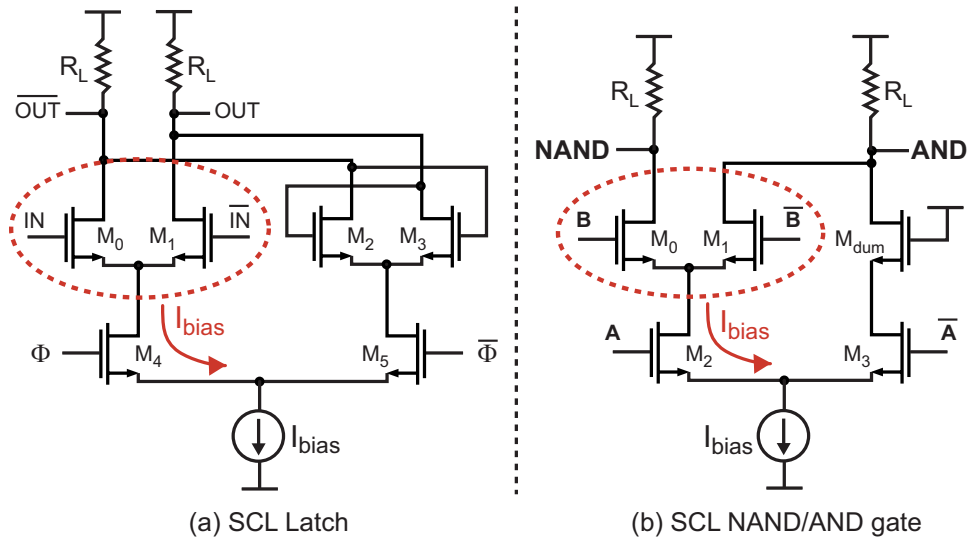 R_L R_L
OUT̅ OUT
IN I̅N̅
M_0 M_1
M_2 M_3
I_bias
Φ M_4 M_5 Φ̅
I_bias
(a) SCL Latch
R_L R_L
NAND AND
B B̅
M_0 M_1 M_dum
I_bias
A M_2 M_3 A̅
I_bias
(b) SCL NAND/AND gate